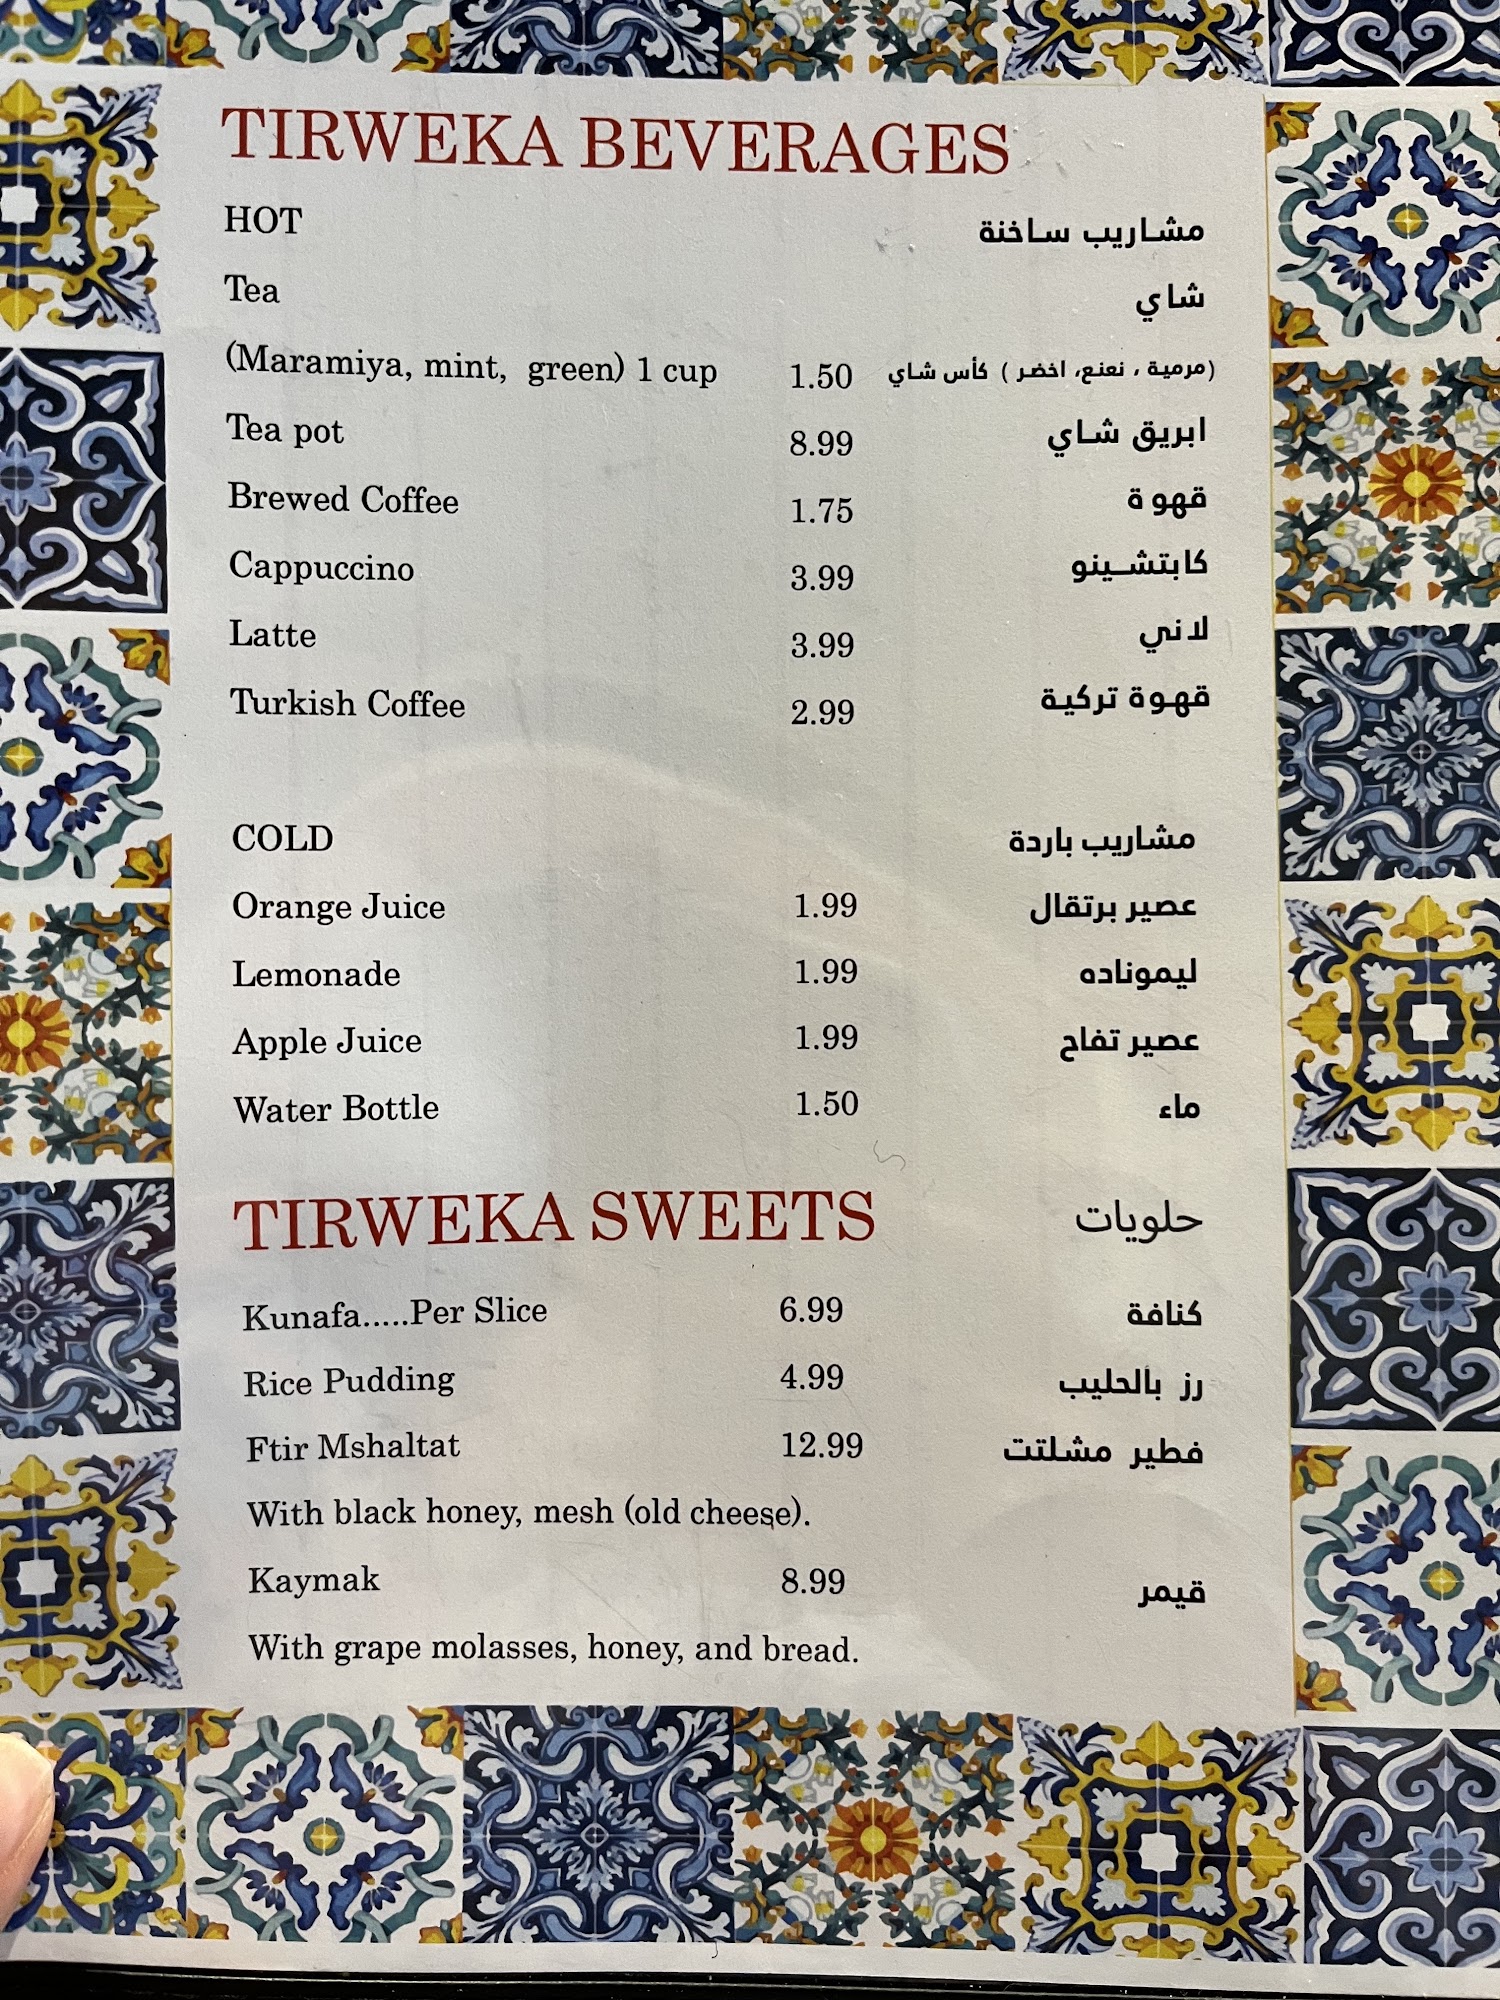 TIRWEKA BEVERAGES
HOT مشاريب ساخنة
Tea شاي
(Maramiya, mint, green) 1 cup 1.50 (مرمية ، نعنع، اخضر ) كأس شاي
Tea pot 8.99 ابريق شاي
Brewed Coffee 1.75 قهوة
Cappuccino 3.99 كابتشينو
Latte 3.99 لاتي
Turkish Coffee 2.99 قهوة تركية
COLD مشاريب باردة
Orange Juice 1.99 عصير برتقال
Lemonade 1.99 ليموناده
Apple Juice 1.99 عصير تفاح
Water Bottle 1.50 ماء
TIRWEKA SWEETS حلويات
Kunafa.....Per Slice 6.99 كنافة
Rice Pudding 4.99 رز بالحليب
Ftir Mshaltat 12.99 فطير مشلتت
With black honey, mesh (old cheese).
Kaymak 8.99 قيمر
With grape molasses, honey, and bread.